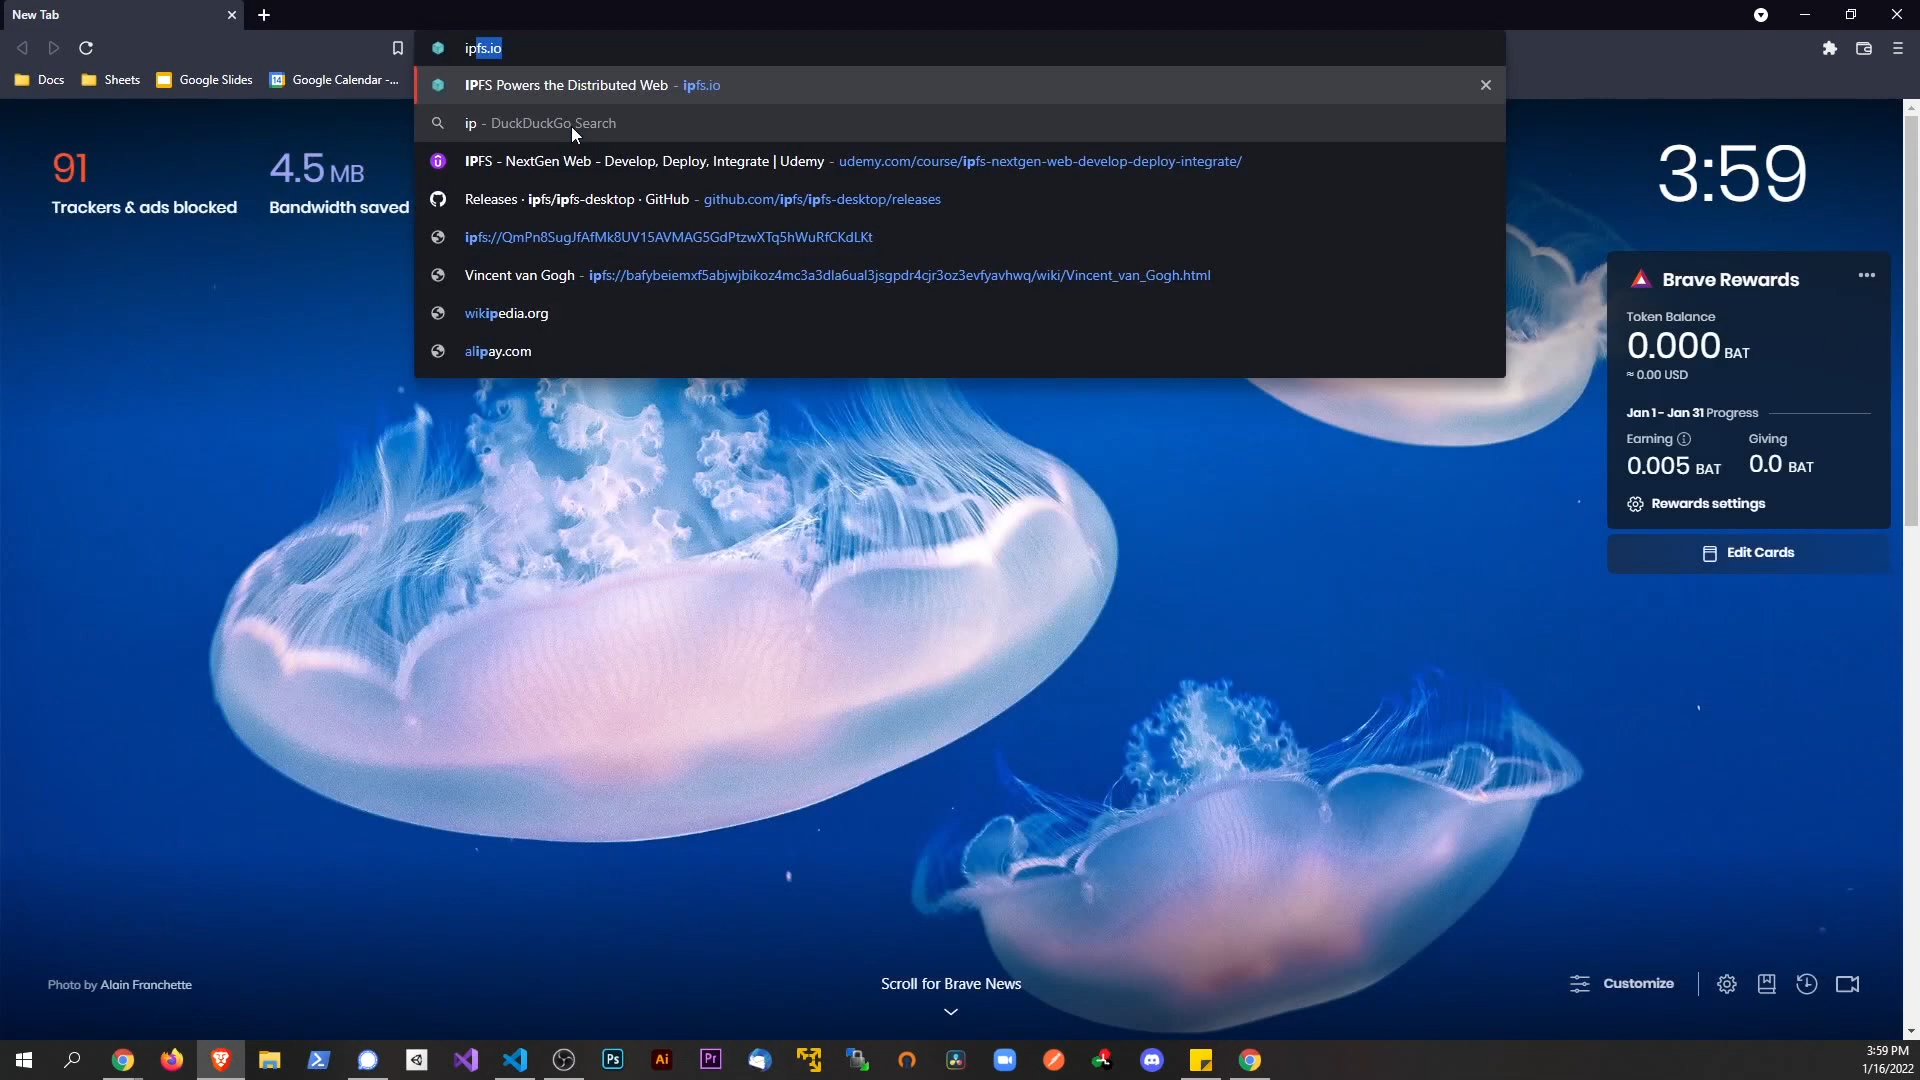 New Tab
ipfs.io
Docs
Sheets
Google Slides
Google Calendar -...
IPFS Powers the Distributed Web - ipfs.io
ip - DuckDuckGo Search
IPFS - NextGen Web - Develop, Deploy, Integrate | Udemy - udemy.com/course/ipfs-nextgen-web-develop-deploy-integrate/
Releases · ipfs/ipfs-desktop · GitHub - github.com/ipfs/ipfs-desktop/releases
ipfs://QmPn8SugJfAfMk8UV15AVMAG5GdPtzwXTq5hWuRfCKdLKt
Vincent van Gogh - ipfs://bafybeiemxf5abjwjbikoz4mc3a3dla6ual3jsgpdr4cjr3oz3evfyavhwq/wiki/Vincent_van_Gogh.html
wikipedia.org
alipay.com
91
Trackers & ads blocked
4.5 MB
Bandwidth saved
3:59
Brave Rewards
Token Balance
0.000 BAT
≈ 0.00 USD
Jan 1 - Jan 31 Progress
Earning
Giving
0.005 BAT
0.0 BAT
Rewards settings
Edit Cards
Photo by Alain Franchette
Scroll for Brave News
Customize
Ps
Ai
Pr
3:59 PM
1/16/2022